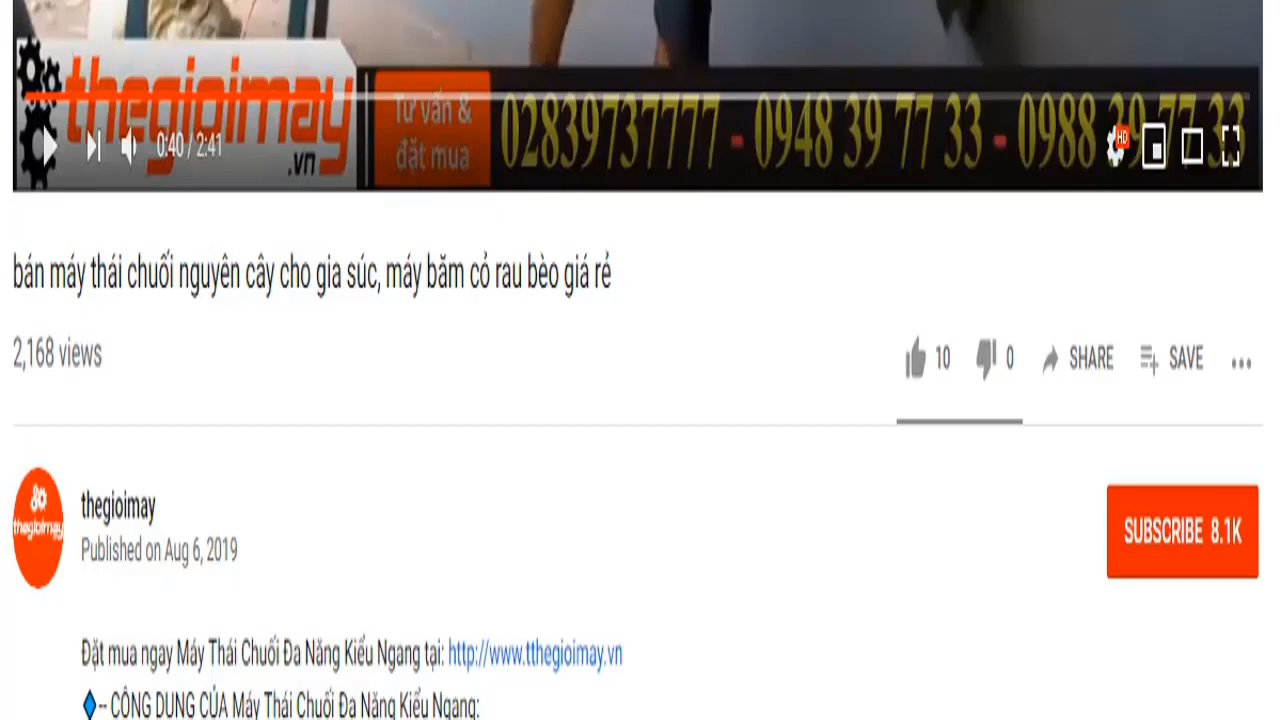 thegioimay
.vn
Tư vấn &
đặt mua
02839737777 - 0948 39 77 33 - 0988 39 77 33
0:40 / 2:41
HD
bán máy thái chuối nguyên cây cho gia súc, máy băm cỏ rau bèo giá rẻ
2,168 views
10 0 SHARE SAVE
thegioimay
thegioimay
Published on Aug 6, 2019
SUBSCRIBE 8.1K
Đặt mua ngay Máy Thái Chuối Đa Năng Kiểu Ngang tại: http://www.tthegioimay.vn
-- CÔNG DỤNG CỦA Máy Thái Chuối Đa Năng Kiểu Ngang: